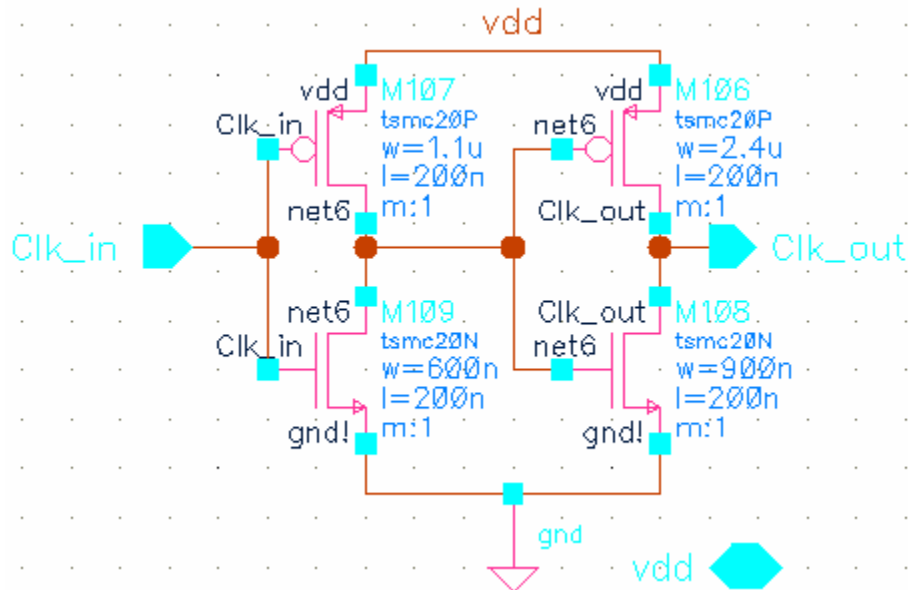 vdd
vdd
M107
vdd
M106
Clk_in
tsmc20P
net6
tsmc20P
w=1.1u
w=2.4u
l=200n
l=200n
net6
m:1
Clk_out
m:1
Clk_in
Clk_out
net6
M109
Clk_out
M108
Clk_in
tsmc20N
net6
tsmc20N
w=600n
w=900n
l=200n
l=200n
gnd!
m:1
gnd!
m:1
gnd
vdd